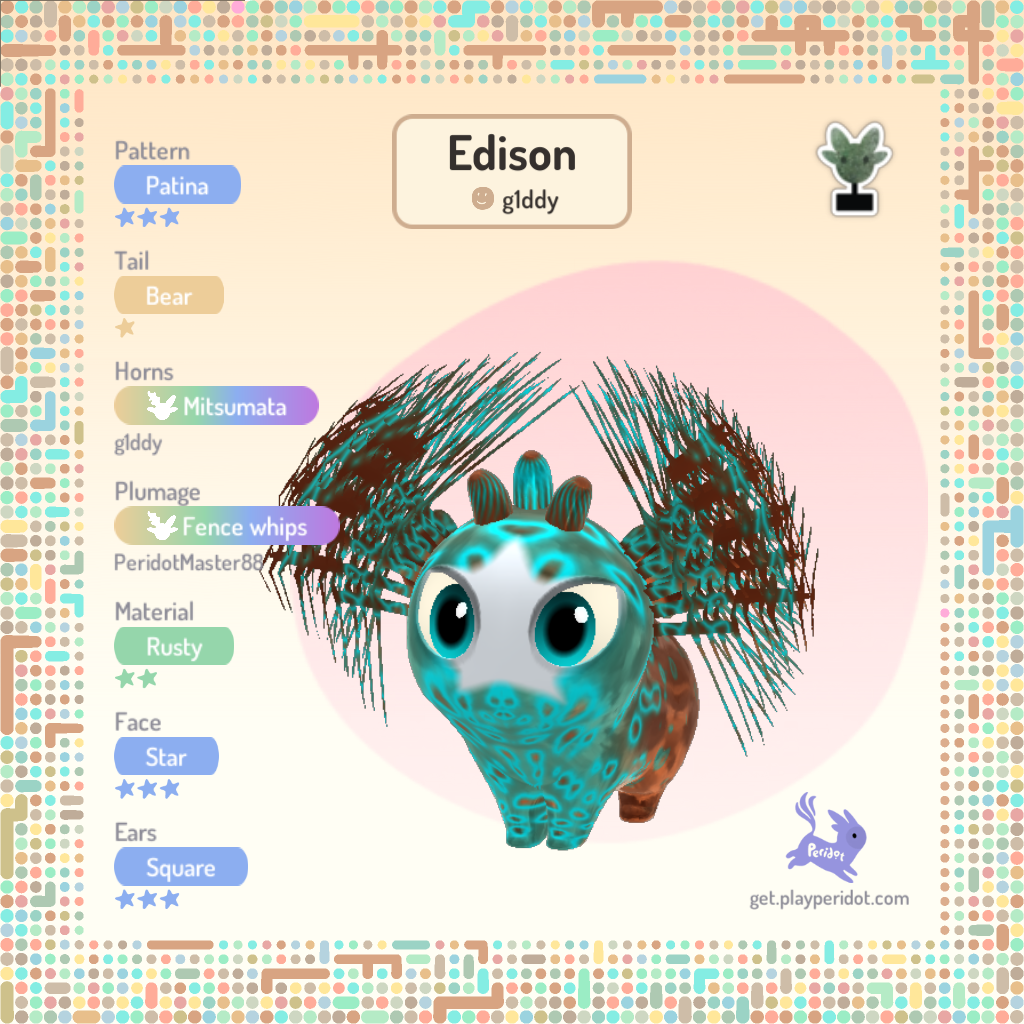 Edison
g1ddy
Pattern
Patina
Tail
Bear
Horns
Mitsumata
g1ddy
Plumage
Fence whips
PeridotMaster88
Material
Rusty
Face
Star
Ears
Square
Peridot
get.playperidot.com